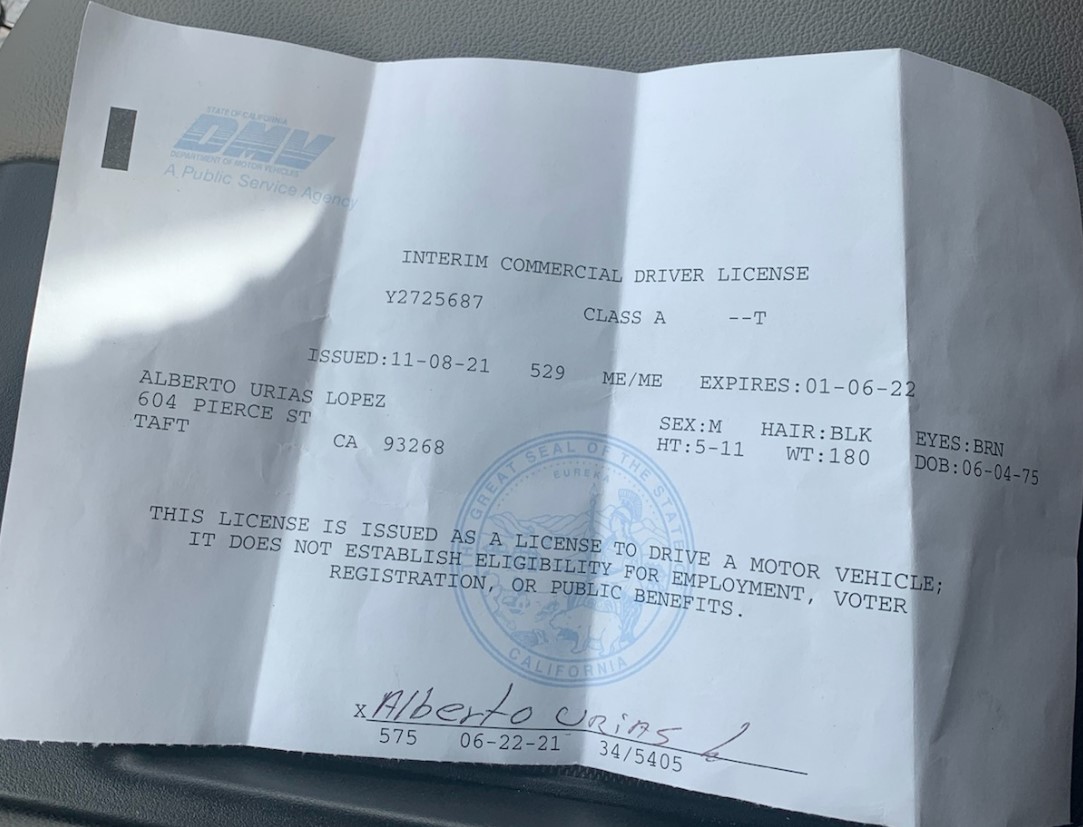 STATE OF CALIFORNIA
DMV
DEPARTMENT OF MOTOR VEHICLES
A Public Service Agency
INTERIM COMMERCIAL DRIVER LICENSE
Y2725687 CLASS A --T
ISSUED:11-08-21 529 ME/ME EXPIRES:01-06-22
ALBERTO URIAS LOPEZ SEX:M HAIR:BLK EYES:BRN
604 PIERCE ST HT:5-11 WT:180 DOB:06-04-75
TAFT CA 93268
THE GREAT SEAL OF THE STATE
EUREKA
CALIFORNIA
THIS LICENSE IS ISSUED AS A LICENSE TO DRIVE A MOTOR VEHICLE;
IT DOES NOT ESTABLISH ELIGIBILITY FOR EMPLOYMENT, VOTER
REGISTRATION, OR PUBLIC BENEFITS.
X Alberto URiAS L
575 06-22-21 34/5405